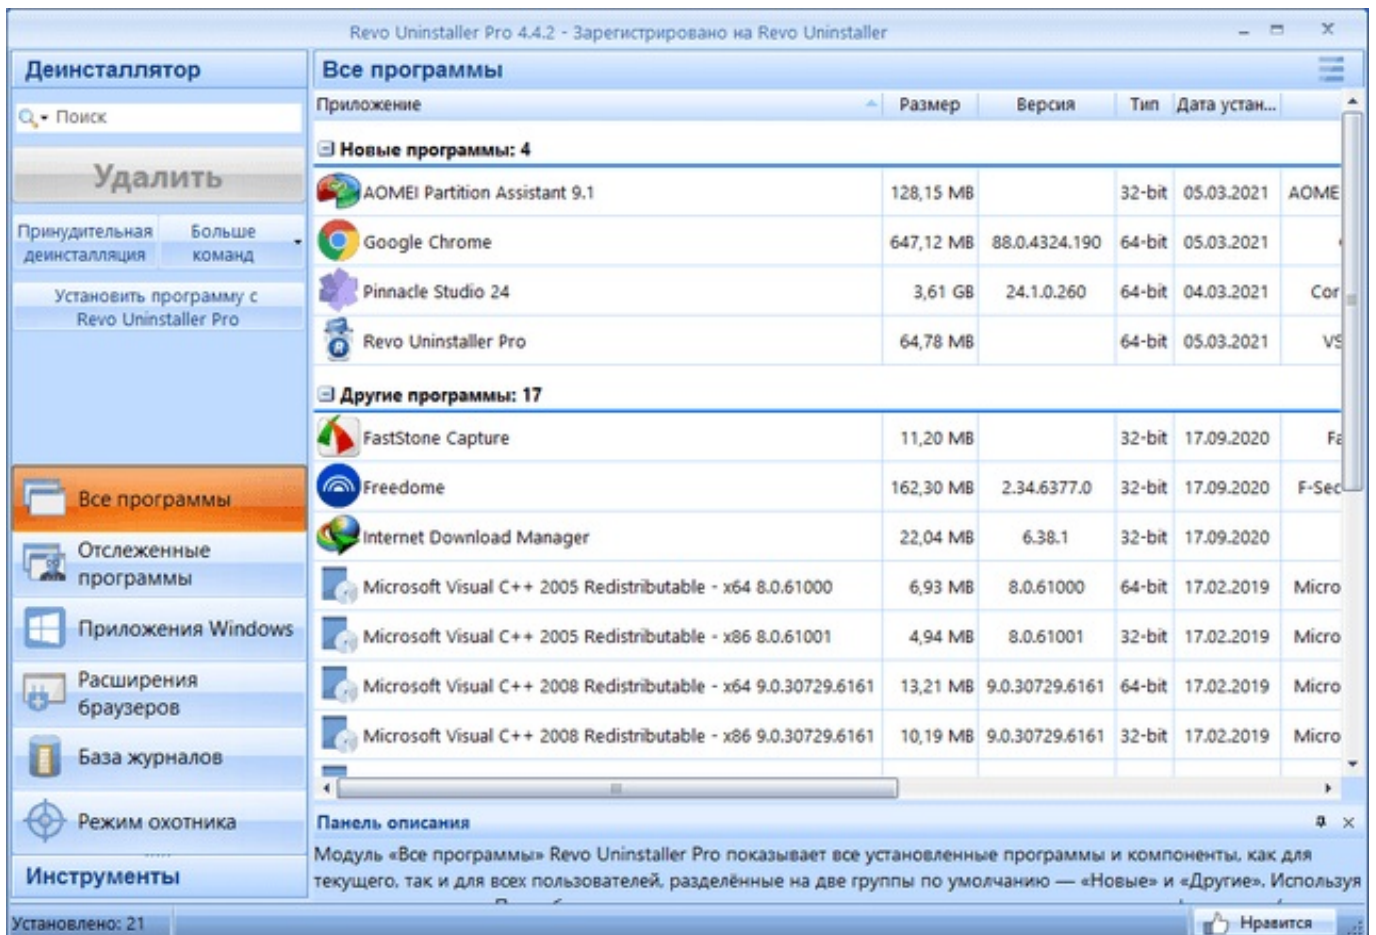 Revo Uninstaller Pro 4.4.2 - Зарегистрировано на Revo Uninstaller
Деинсталлятор
Поиск
Удалить
Принудительная деинсталляция
Больше команд
Установить программу с
Revo Uninstaller Pro
Все программы
Отслеженные
программы
Приложения Windows
Расширения
браузеров
База журналов
Режим охотника
Инструменты
Все программы
Приложение Размер Версия Тип Дата устан...
Новые программы: 4
AOMEI Partition Assistant 9.1 128,15 MB 32-bit 05.03.2021 AOME
Google Chrome 647,12 MB 88.0.4324.190 64-bit 05.03.2021
Pinnacle Studio 24 3,61 GB 24.1.0.260 64-bit 04.03.2021 Cor
Revo Uninstaller Pro 64,78 MB 64-bit 05.03.2021 VS
Другие программы: 17
FastStone Capture 11,20 MB 32-bit 17.09.2020 Fa
Freedome 162,30 MB 2.34.6377.0 32-bit 17.09.2020 F-Sec
Internet Download Manager 22,04 MB 6.38.1 32-bit 17.09.2020
Microsoft Visual C++ 2005 Redistributable - x64 8.0.61000 6,93 MB 8.0.61000 64-bit 17.02.2019 Micro
Microsoft Visual C++ 2005 Redistributable - x86 8.0.61001 4,94 MB 8.0.61001 32-bit 17.02.2019 Micro
Microsoft Visual C++ 2008 Redistributable - x64 9.0.30729.6161 13,21 MB 9.0.30729.6161 64-bit 17.02.2019 Micro
Microsoft Visual C++ 2008 Redistributable - x86 9.0.30729.6161 10,19 MB 9.0.30729.6161 32-bit 17.02.2019 Micro
Панель описания
Модуль «Все программы» Revo Uninstaller Pro показывает все установленные программы и компоненты, как для
текущего, так и для всех пользователей, разделённые на две группы по умолчанию — «Новые» и «Другие». Используя
Установлено: 21
Нравится